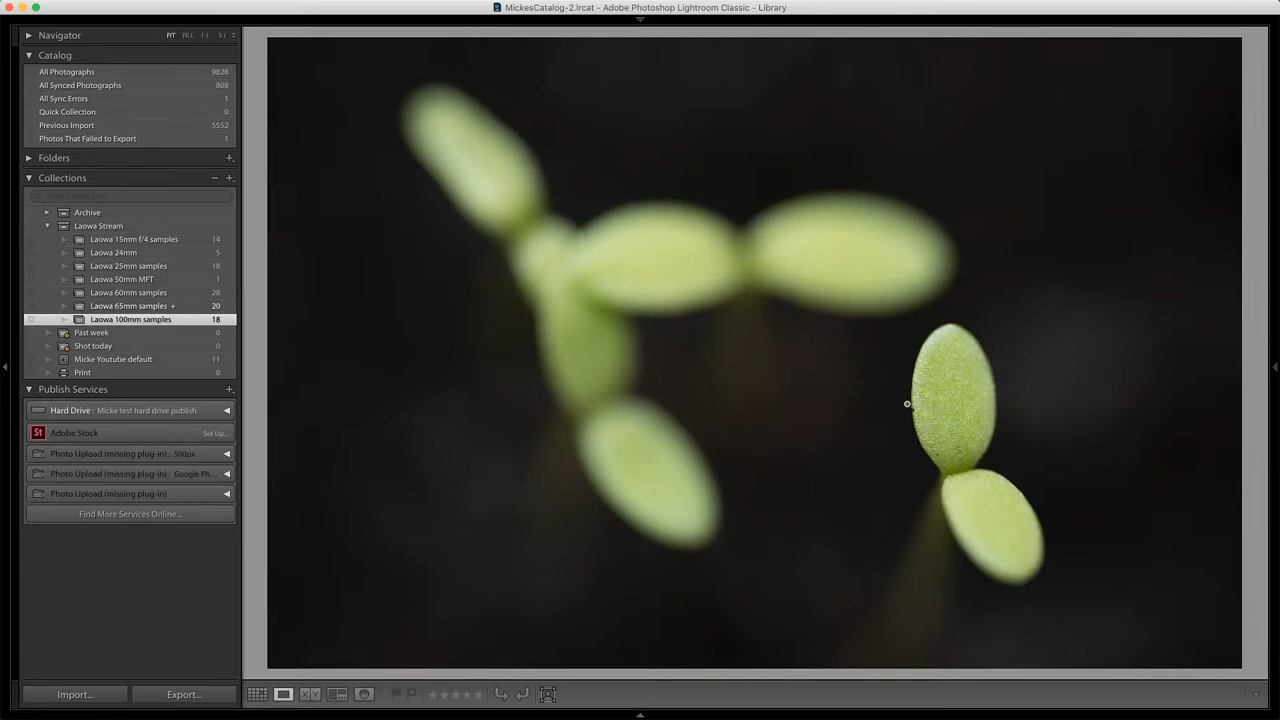 MickesCatalog-2.lrcat - Adobe Photoshop Lightroom Classic - Library
Navigator FIT FILL 1:1 3:1
Catalog
All Photographs 9828
All Synced Photographs 808
All Sync Errors 1
Quick Collection 0
Previous Import 5552
Photos That Failed to Export 1
Folders
Collections
Archive
Laowa Stream
Laowa 15mm f/4 samples 14
Laowa 24mm 5
Laowa 25mm samples 18
Laowa 50mm MFT 1
Laowa 60mm samples 28
Laowa 65mm samples + 20
Laowa 100mm samples 18
Past week 0
Shot today 0
Micke Youtube default 11
Print 0
Publish Services
Hard Drive : Micke test hard drive publish
St Adobe Stock Set Up...
Photo Upload (missing plug-in) : 500px
Photo Upload (missing plug-in) : Google Ph...
Photo Upload (missing plug-in)
Find More Services Online...
Import... Export... XY